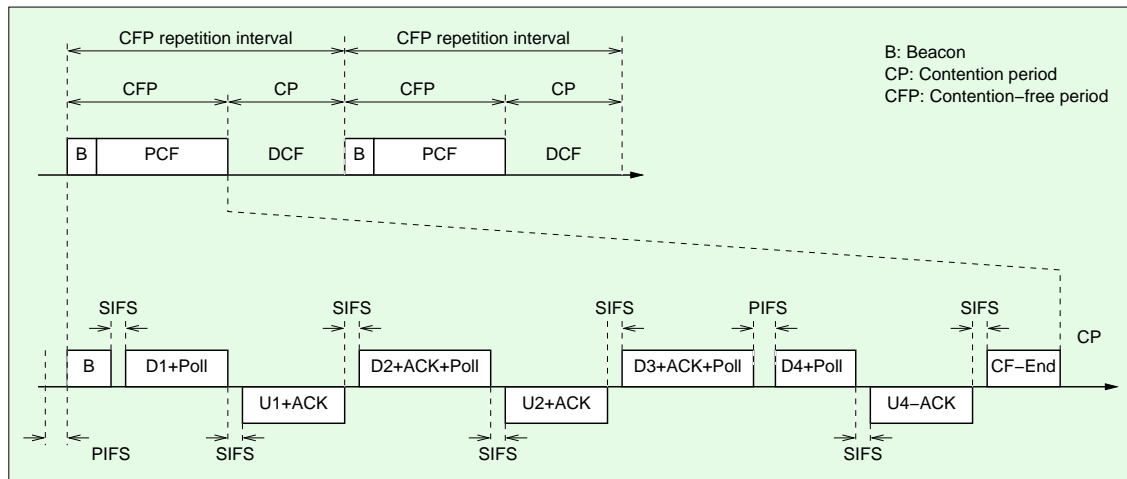 CFP repetition interval CFP repetition interval
B: Beacon
CP: Contention period
CFP: Contention−free period
CFP CP CFP CP
B PCF DCF B PCF DCF
SIFS SIFS SIFS PIFS SIFS
CP
B D1+Poll D2+ACK+Poll D3+ACK+Poll D4+Poll CF−End
U1+ACK U2+ACK U4−ACK
PIFS SIFS SIFS SIFS